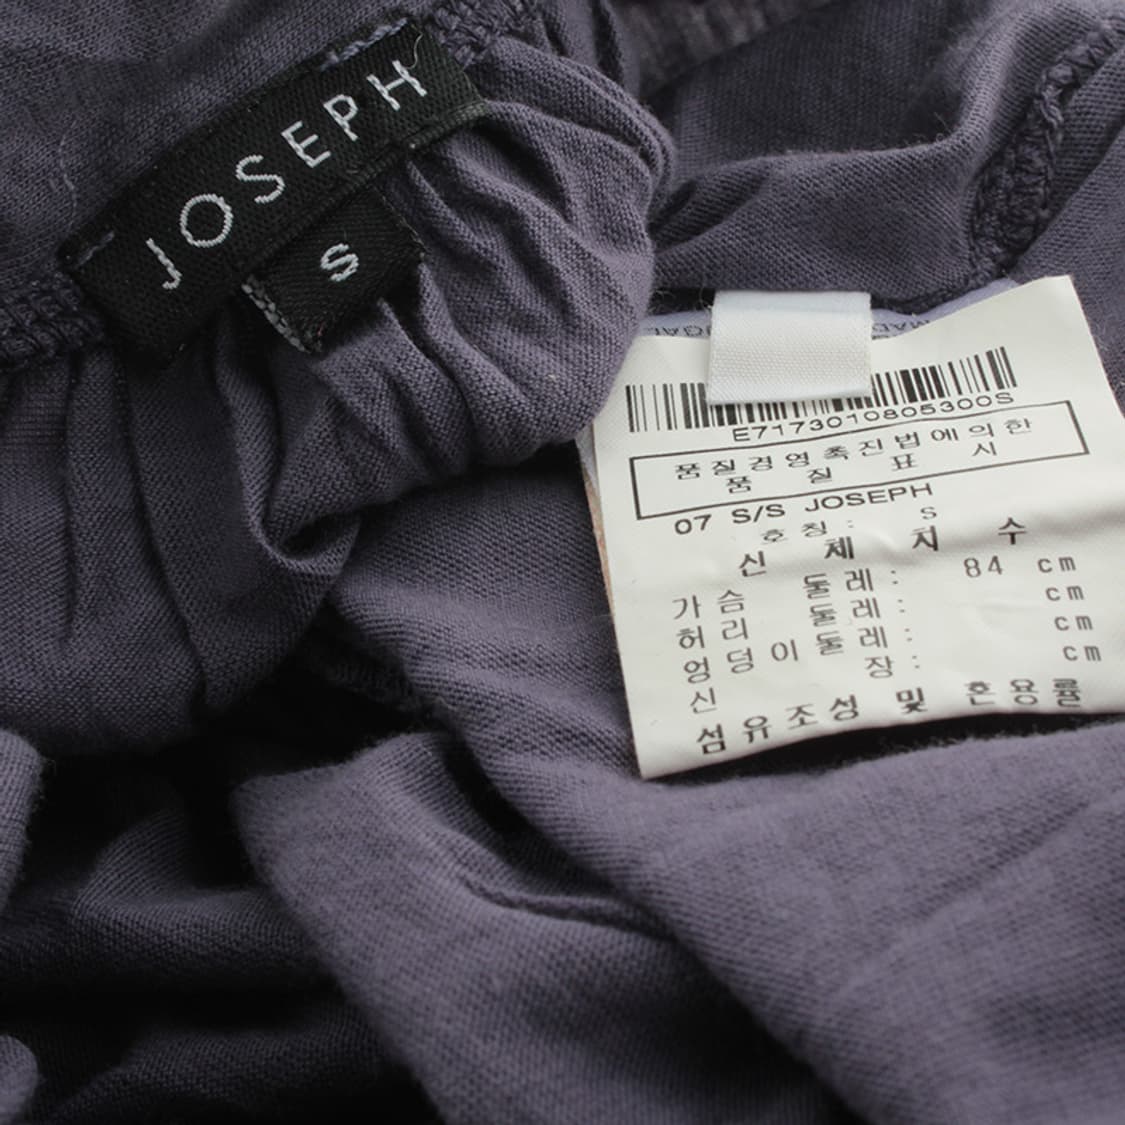 JOSEPH
S
E7173010805300S
품질경영촉진법에의한
품 질 표 시
07 S/S JOSEPH
호칭: S
신 체 치 수
가슴 둘레: 84 cm
허리 둘레: cm
엉덩이 둘레: cm
신 장: cm
섬유조성 및 혼용률